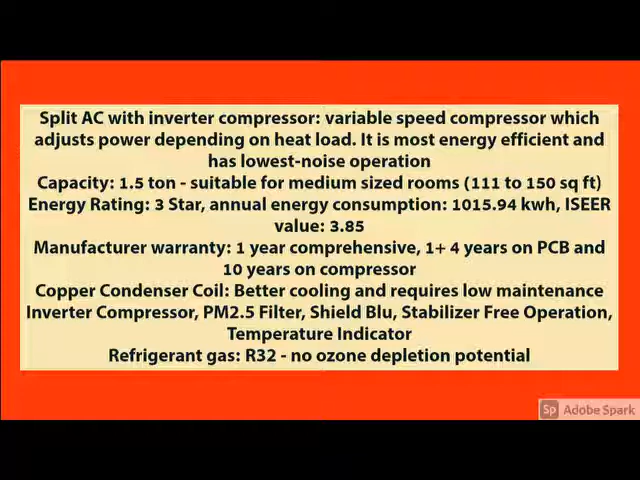 Split AC with inverter compressor: variable speed compressor which
adjusts power depending on heat load. It is most energy efficient and
has lowest-noise operation
Capacity: 1.5 ton - suitable for medium sized rooms (111 to 150 sq ft)
Energy Rating: 3 Star, annual energy consumption: 1015.94 kwh, ISEER
value: 3.85
Manufacturer warranty: 1 year comprehensive, 1+ 4 years on PCB and
10 years on compressor
Copper Condenser Coil: Better cooling and requires low maintenance
Inverter Compressor, PM2.5 Filter, Shield Blu, Stabilizer Free Operation,
Temperature Indicator
Refrigerant gas: R32 - no ozone depletion potential
Sp Adobe Spark